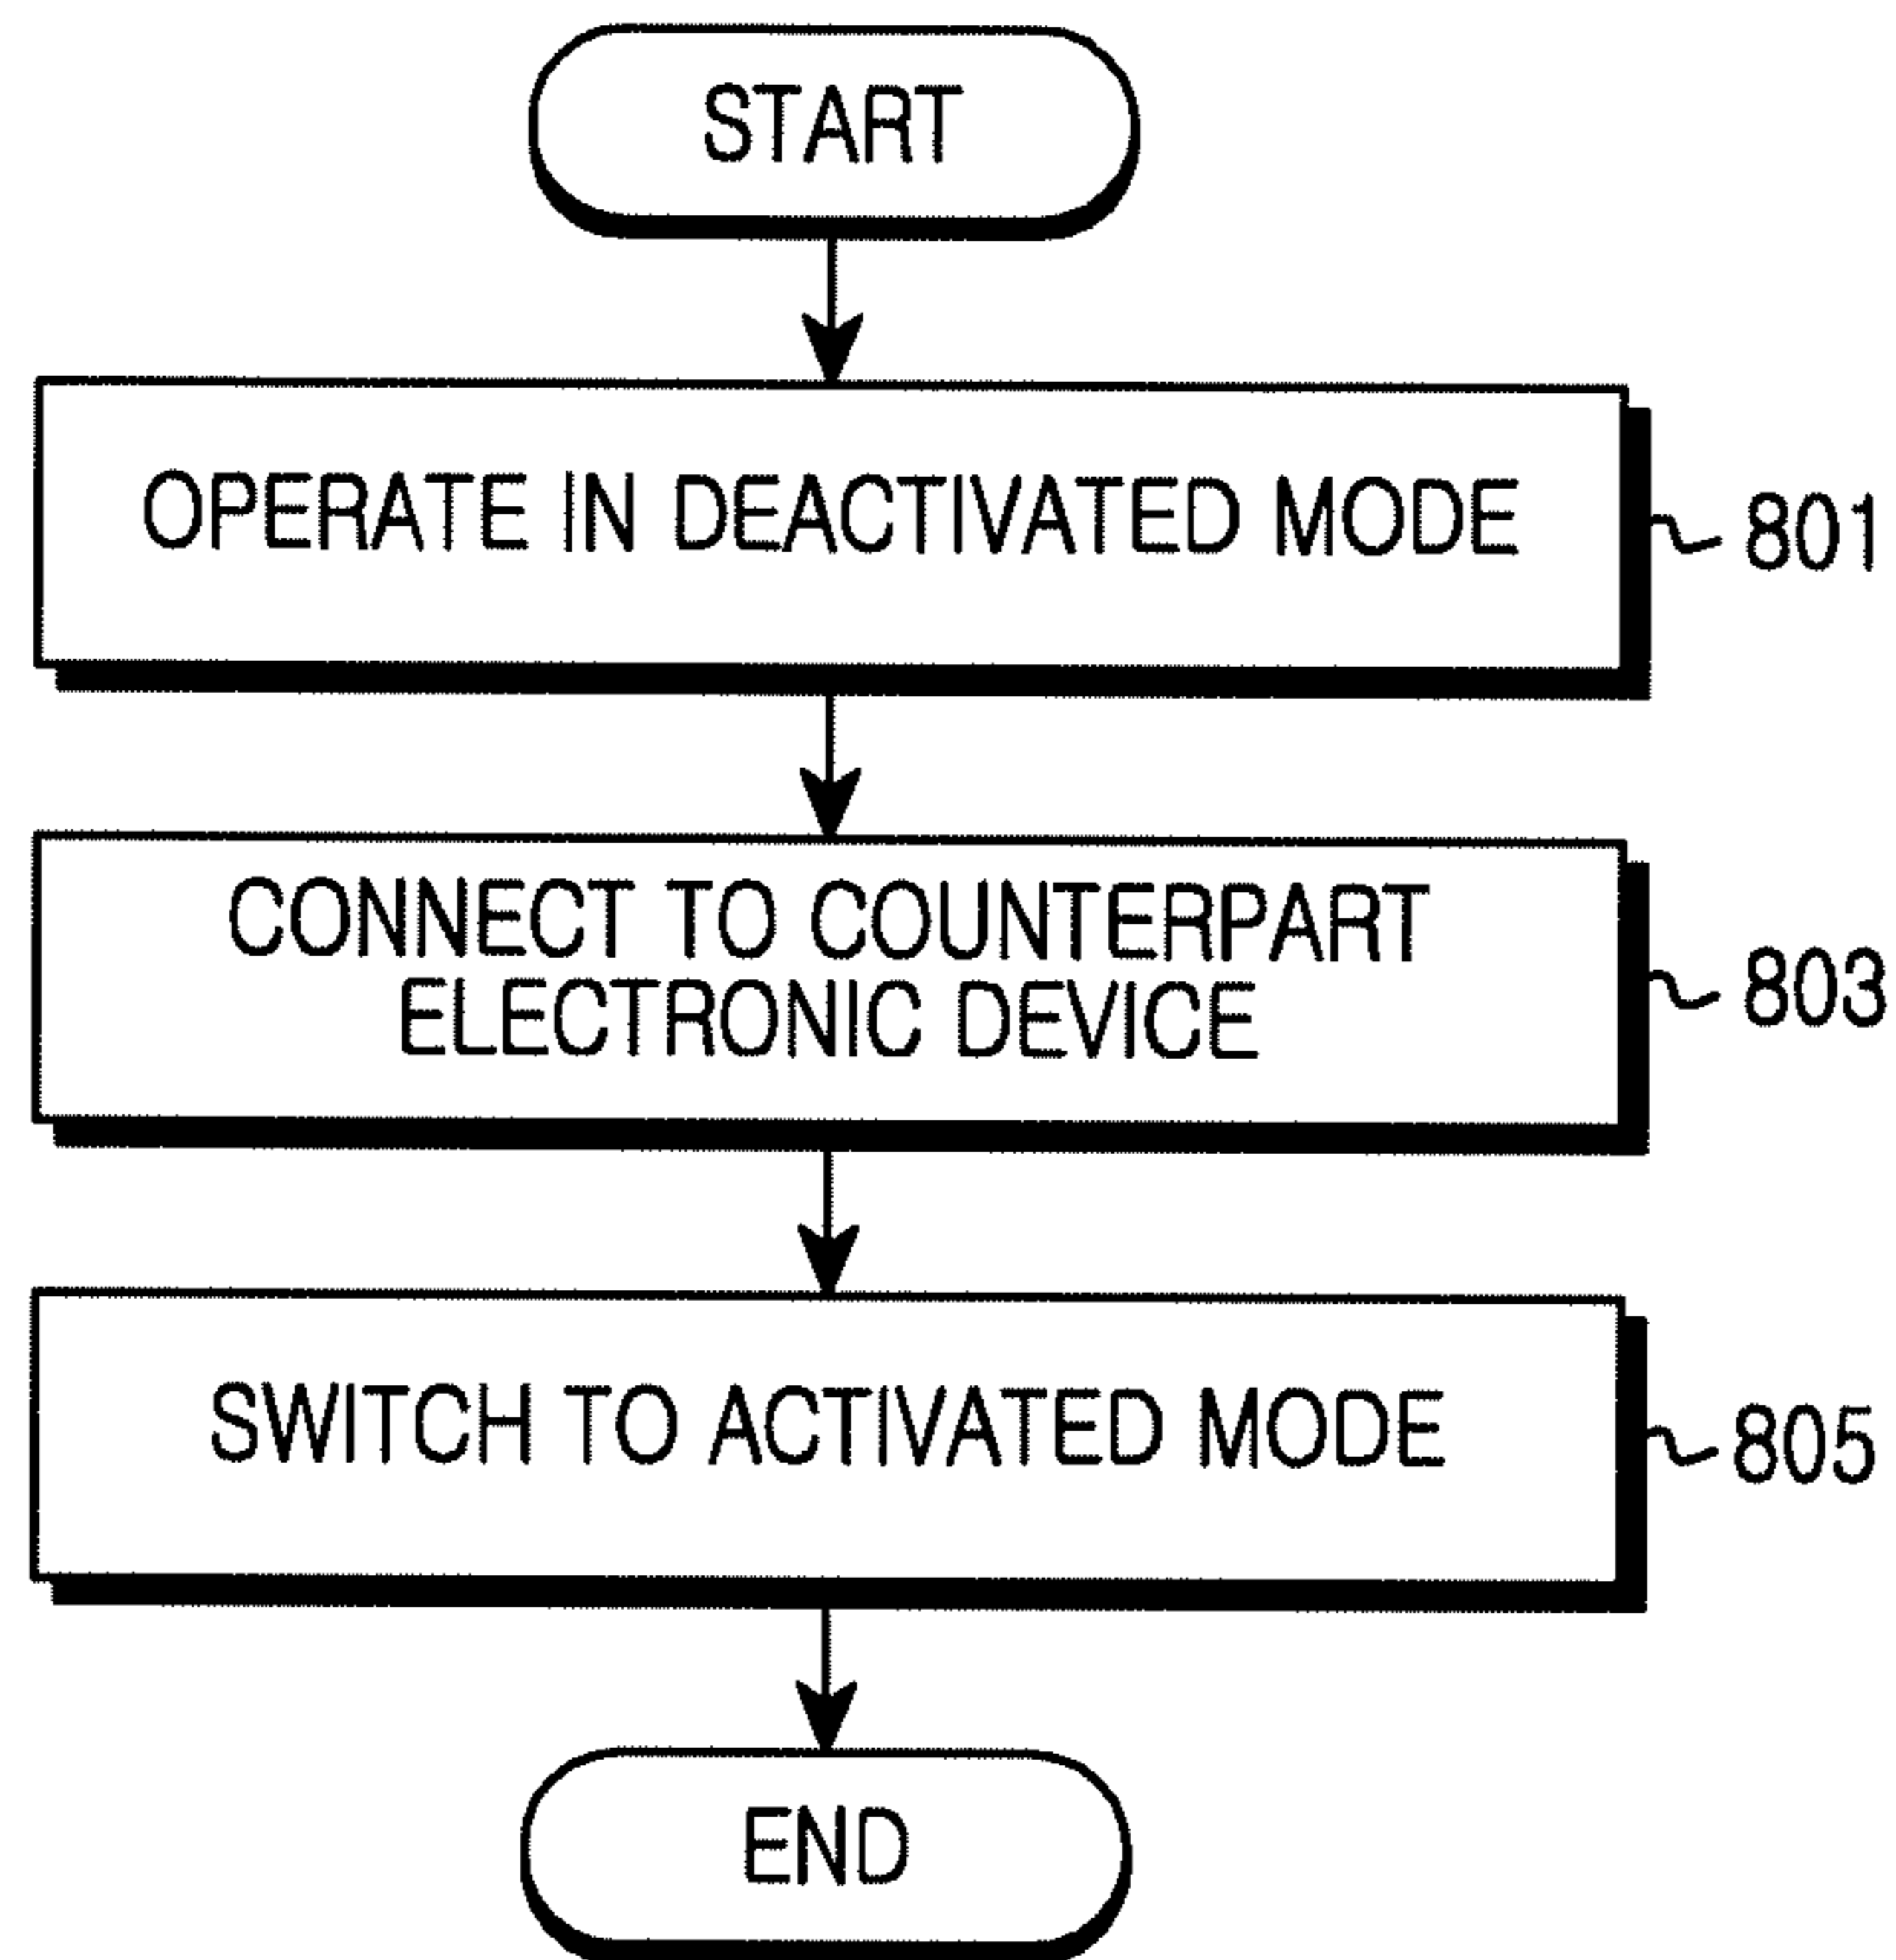 START
OPERATE IN DEACTIVATED MODE
801
CONNECT TO COUNTERPART
ELECTRONIC DEVICE
803
SWITCH TO ACTIVATED MODE
805
END